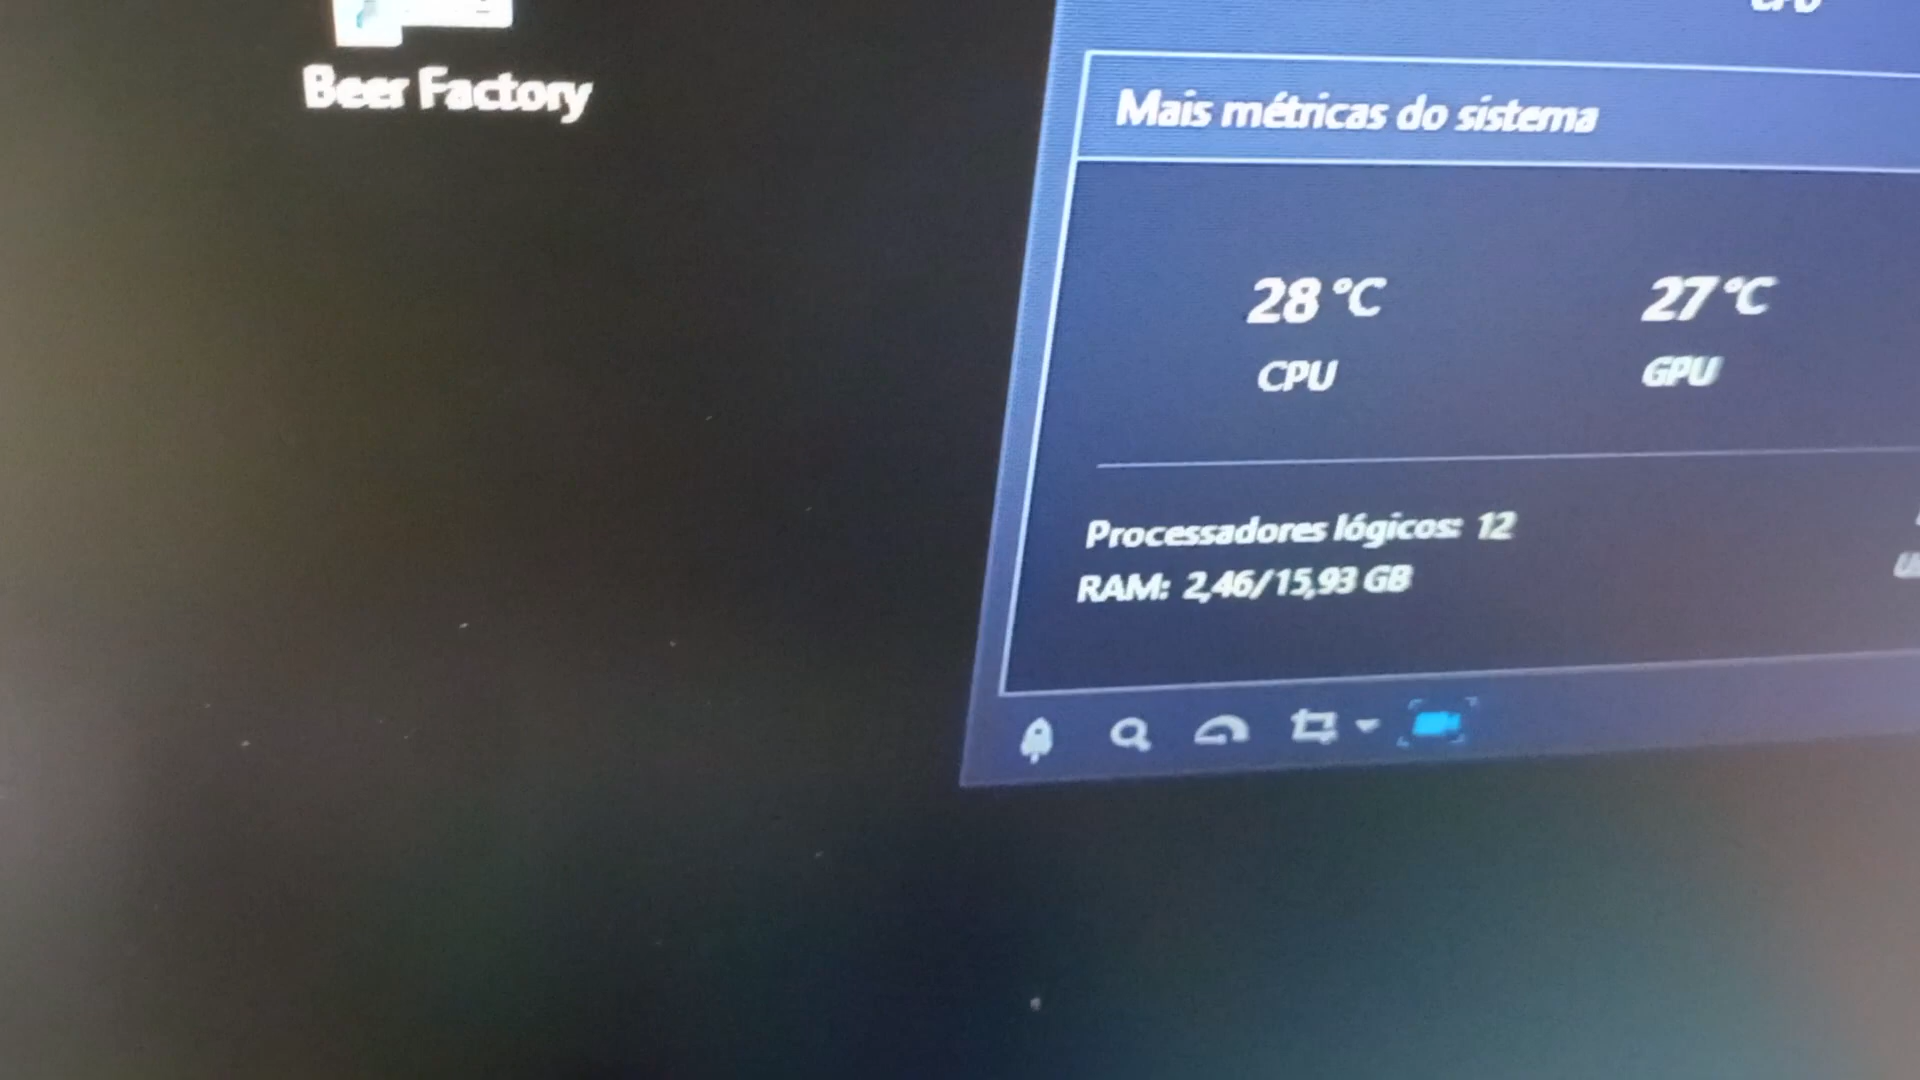 Beer Factory
CPU
Mais métricas do sistema
28 °C
27 °C
CPU
GPU
Processadores lógicos: 12
RAM: 2,46/15,93 GB